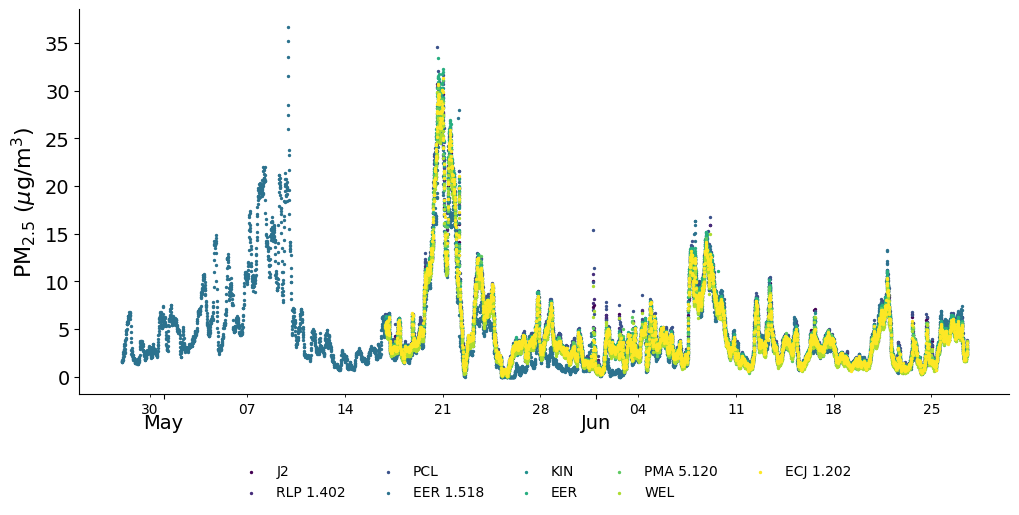 PM2.5 (μg/m3)
35
30
25
20
15
10
5
0
30 07 14 21 28 04 11 18 25
May Jun
J2 PCL KIN PMA 5.120 ECJ 1.202
RLP 1.402 EER 1.518 EER WEL